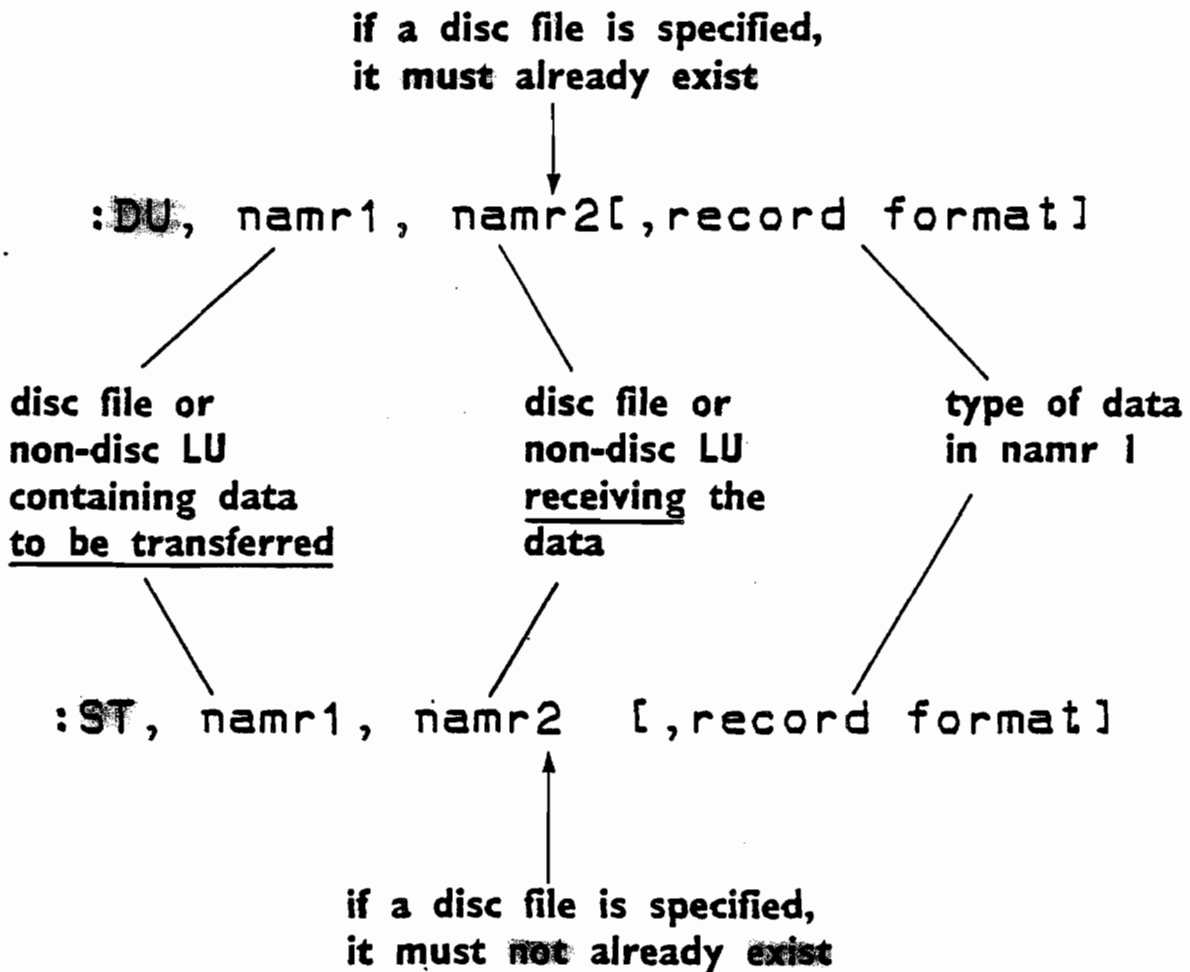 if a disc file is specified,
it must already exist
:DU, namr1, namr2[,record format]
disc file or
non-disc LU
containing data
to be transferred
disc file or
non-disc LU
receiving the
data
type of data
in namr 1
:ST, namr1, namr2 [,record format]
if a disc file is specified,
it must not already exist